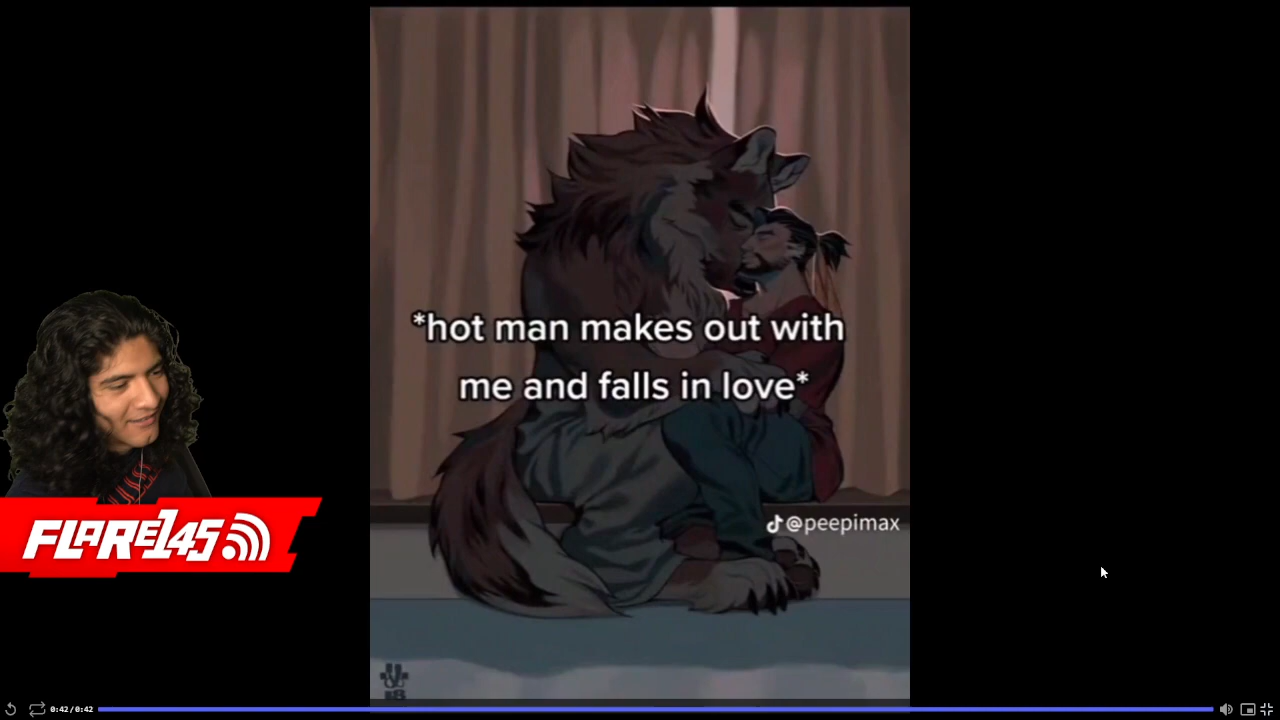 *hot man makes out with
me and falls in love*
@peepimax
FLARE145
0:42/0:42